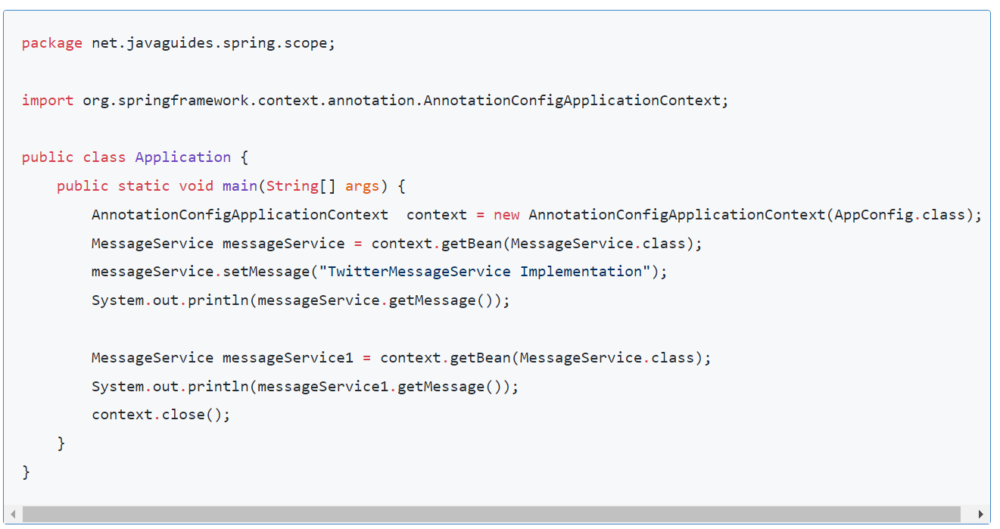 package net.javaguides.spring.scope;
import org.springframework.context.annotation.AnnotationConfigApplicationContext;
public class Application {
    public static void main(String[] args) {
        AnnotationConfigApplicationContext  context = new AnnotationConfigApplicationContext(AppConfig.class);
        MessageService messageService = context.getBean(MessageService.class);
        messageService.setMessage("TwitterMessageService Implementation");
        System.out.println(messageService.getMessage());
        MessageService messageService1 = context.getBean(MessageService.class);
        System.out.println(messageService1.getMessage());
        context.close();
    }
}